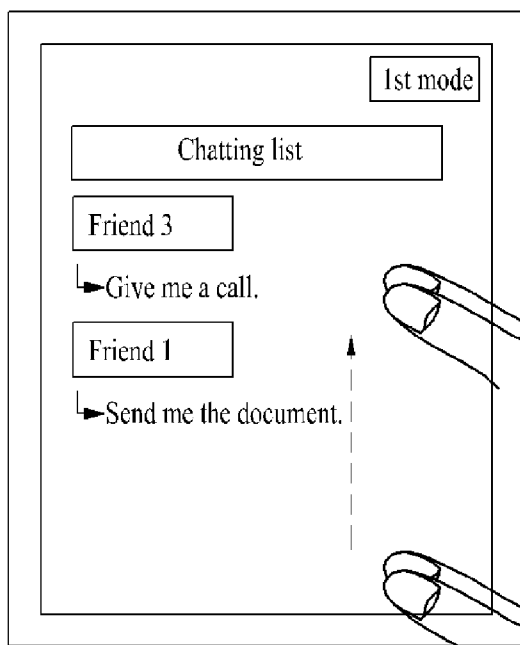 1st mode
Chatting list
Friend 3
Give me a call.
Friend 1
Send me the document.